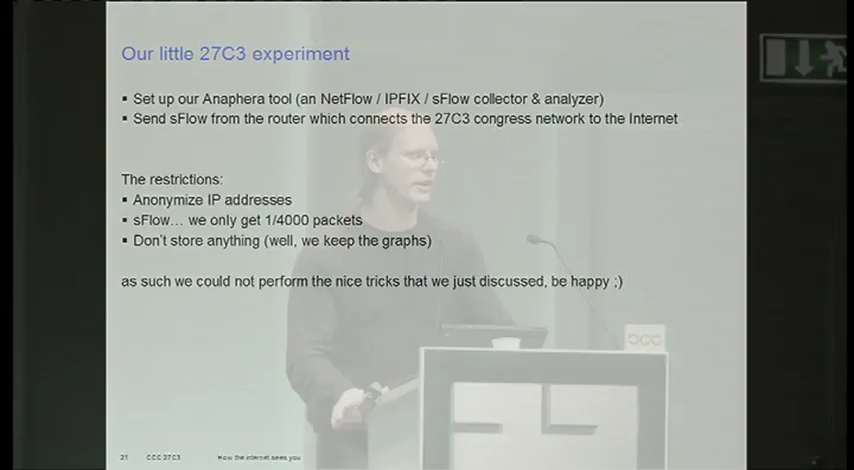 Our little 27C3 experiment
▪ Set up our Anaphera tool (an NetFlow / IPFIX / sFlow collector & analyzer)
▪ Send sFlow from the router which connects the 27C3 congress network to the Internet
The restrictions:
▪ Anonymize IP addresses
▪ sFlow… we only get 1/4000 packets
▪ Don't store anything (well, we keep the graphs)
as such we could not perform the nice tricks that we just discussed, be happy ;)
bcc
21 CCC 27C3 How the internet sees you